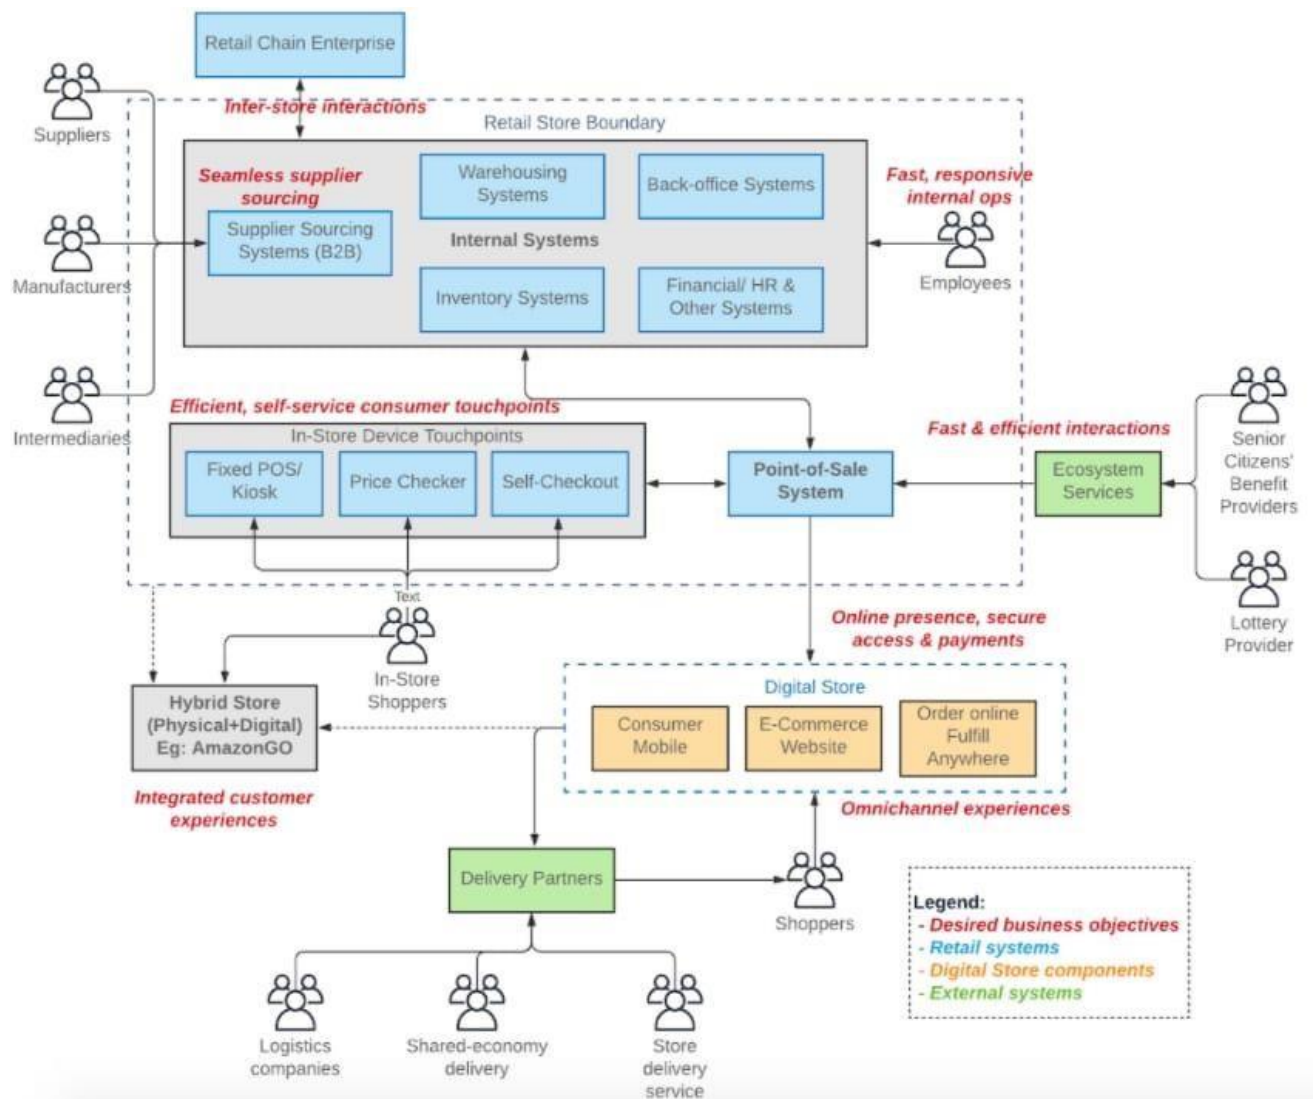 Retail Chain Enterprise
Inter-store interactions
Suppliers
Retail Store Boundary
Seamless supplier
sourcing
Warehousing
Systems
Back-office Systems
Fast, responsive
internal ops
Supplier Sourcing
Systems (B2B)
Internal Systems
Manufacturers
Employees
Inventory Systems
Financial/ HR &
Other Systems
Intermediaries
Efficient, self-service consumer touchpoints
In-Store Device Touchpoints
Fixed POS/
Kiosk
Price Checker
Self-Checkout
Point-of-Sale
System
Fast & efficient interactions
Ecosystem
Services
Senior
Citizens'
Benefit
Providers
Lottery
Provider
Text
In-Store
Shoppers
Online presence, secure
access & payments
Hybrid Store
(Physical+Digital)
Eg: AmazonGO
Integrated customer
experiences
Digital Store
Consumer
Mobile
E-Commerce
Website
Order online
Fulfill
Anywhere
Omnichannel experiences
Delivery Partners
Shoppers
Legend:
- Desired business objectives
- Retail systems
- Digital Store components
- External systems
Logistics
companies
Shared-economy
delivery
Store
delivery
service